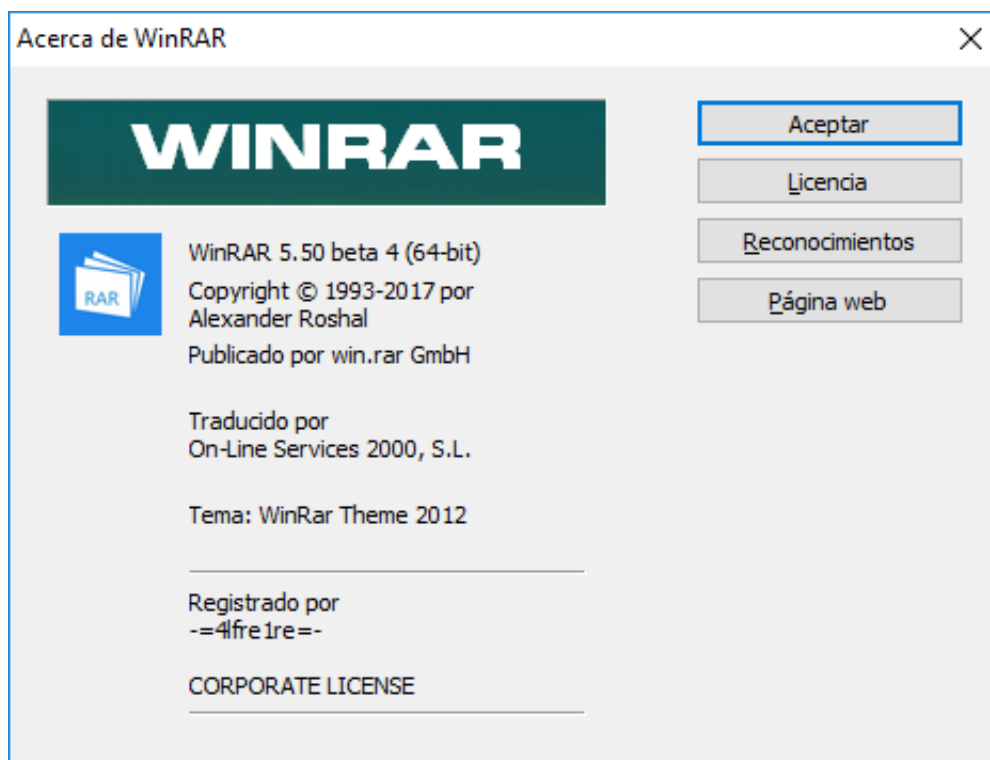 Acerca de WinRAR
WINRAR
Aceptar
Licencia
Reconocimientos
Página web
RAR
WinRAR 5.50 beta 4 (64-bit)
Copyright © 1993-2017 por
Alexander Roshal
Publicado por win.rar GmbH
Traducido por
On-Line Services 2000, S.L.
Tema: WinRar Theme 2012
Registrado por
-=4lfre1re=-
CORPORATE LICENSE